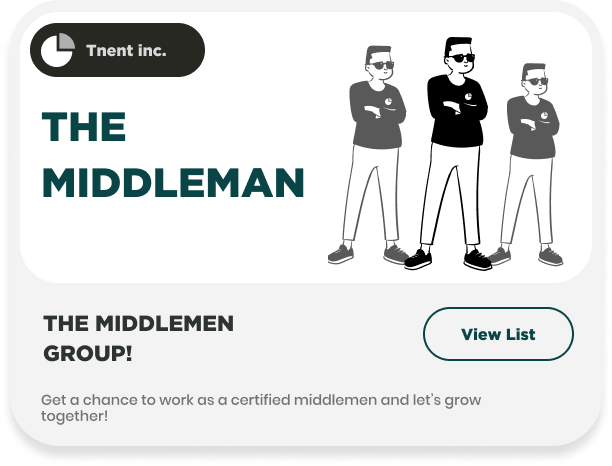 Tnent inc.
THE
MIDDLEMAN
THE MIDDLEMEN
GROUP!
View List
Get a chance to work as a certified middlemen and let's grow
together!